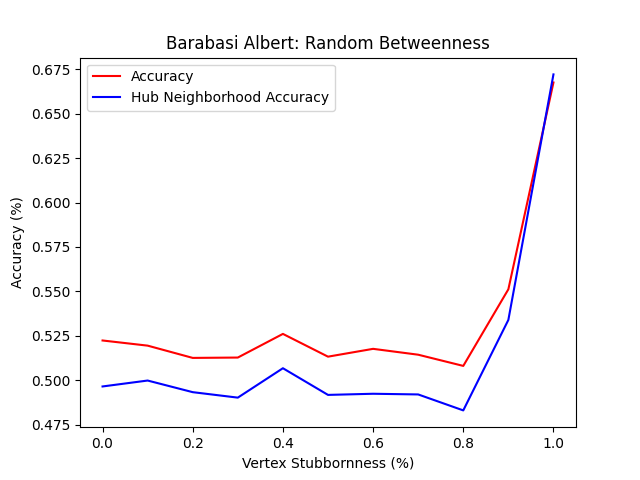 Barabasi Albert: Random Betweenness
Accuracy
Hub Neighborhood Accuracy
Accuracy (%)
0.675
0.650
0.625
0.600
0.575
0.550
0.525
0.500
0.475
0.0 0.2 0.4 0.6 0.8 1.0
Vertex Stubbornness (%)